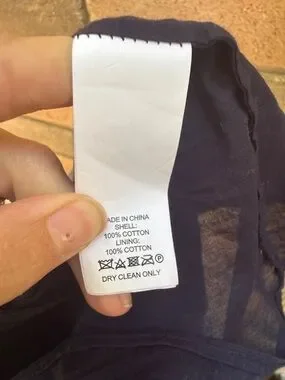 ADE IN CHINA
SHELL:
100% COTTON
LINING:
100% COTTON
P
DRY CLEAN ONLY